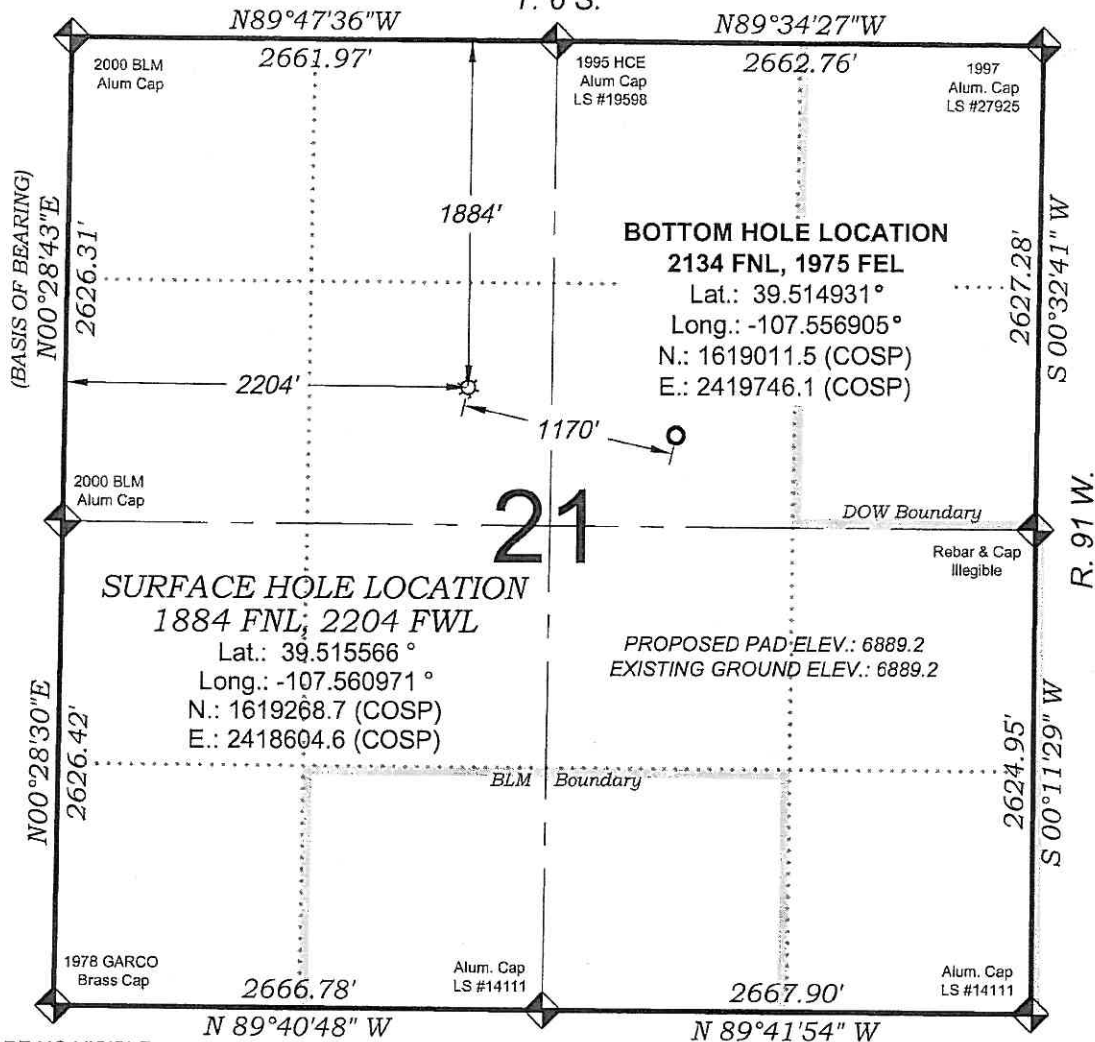 N89°47'36"W
N89°34'27"W
2661.97'
2662.76'
2000 BLM
Alum Cap
1995 HCE
Alum Cap
LS #19598
1997
Alum. Cap
LS #27925
(BASIS OF BEARING)
N00°28'43"E
2626.31'
1884'
BOTTOM HOLE LOCATION
2134 FNL, 1975 FEL
Lat.: 39.514931°
Long.: -107.556905°
N.: 1619011.5 (COSP)
E.: 2419746.1 (COSP)
2627.28'
S 00°32'41" W
2204'
1170'
2000 BLM
Alum Cap
21
DOW Boundary
R. 91 W.
Rebar & Cap
Illegible
SURFACE HOLE LOCATION
1884 FNL, 2204 FWL
Lat.: 39.515566 °
Long.: -107.560971 °
N.: 1619268.7 (COSP)
E.: 2418604.6 (COSP)
PROPOSED PAD ELEV.: 6889.2
EXISTING GROUND ELEV.: 6889.2
N00°28'30"E
2626.42'
BLM Boundary
2624.95'
S 00°11'29" W
1978 GARCO
Brass Cap
Alum. Cap
LS #14111
Alum. Cap
LS #14111
2666.78'
2667.90'
N 89°40'48" W
N 89°41'54" W